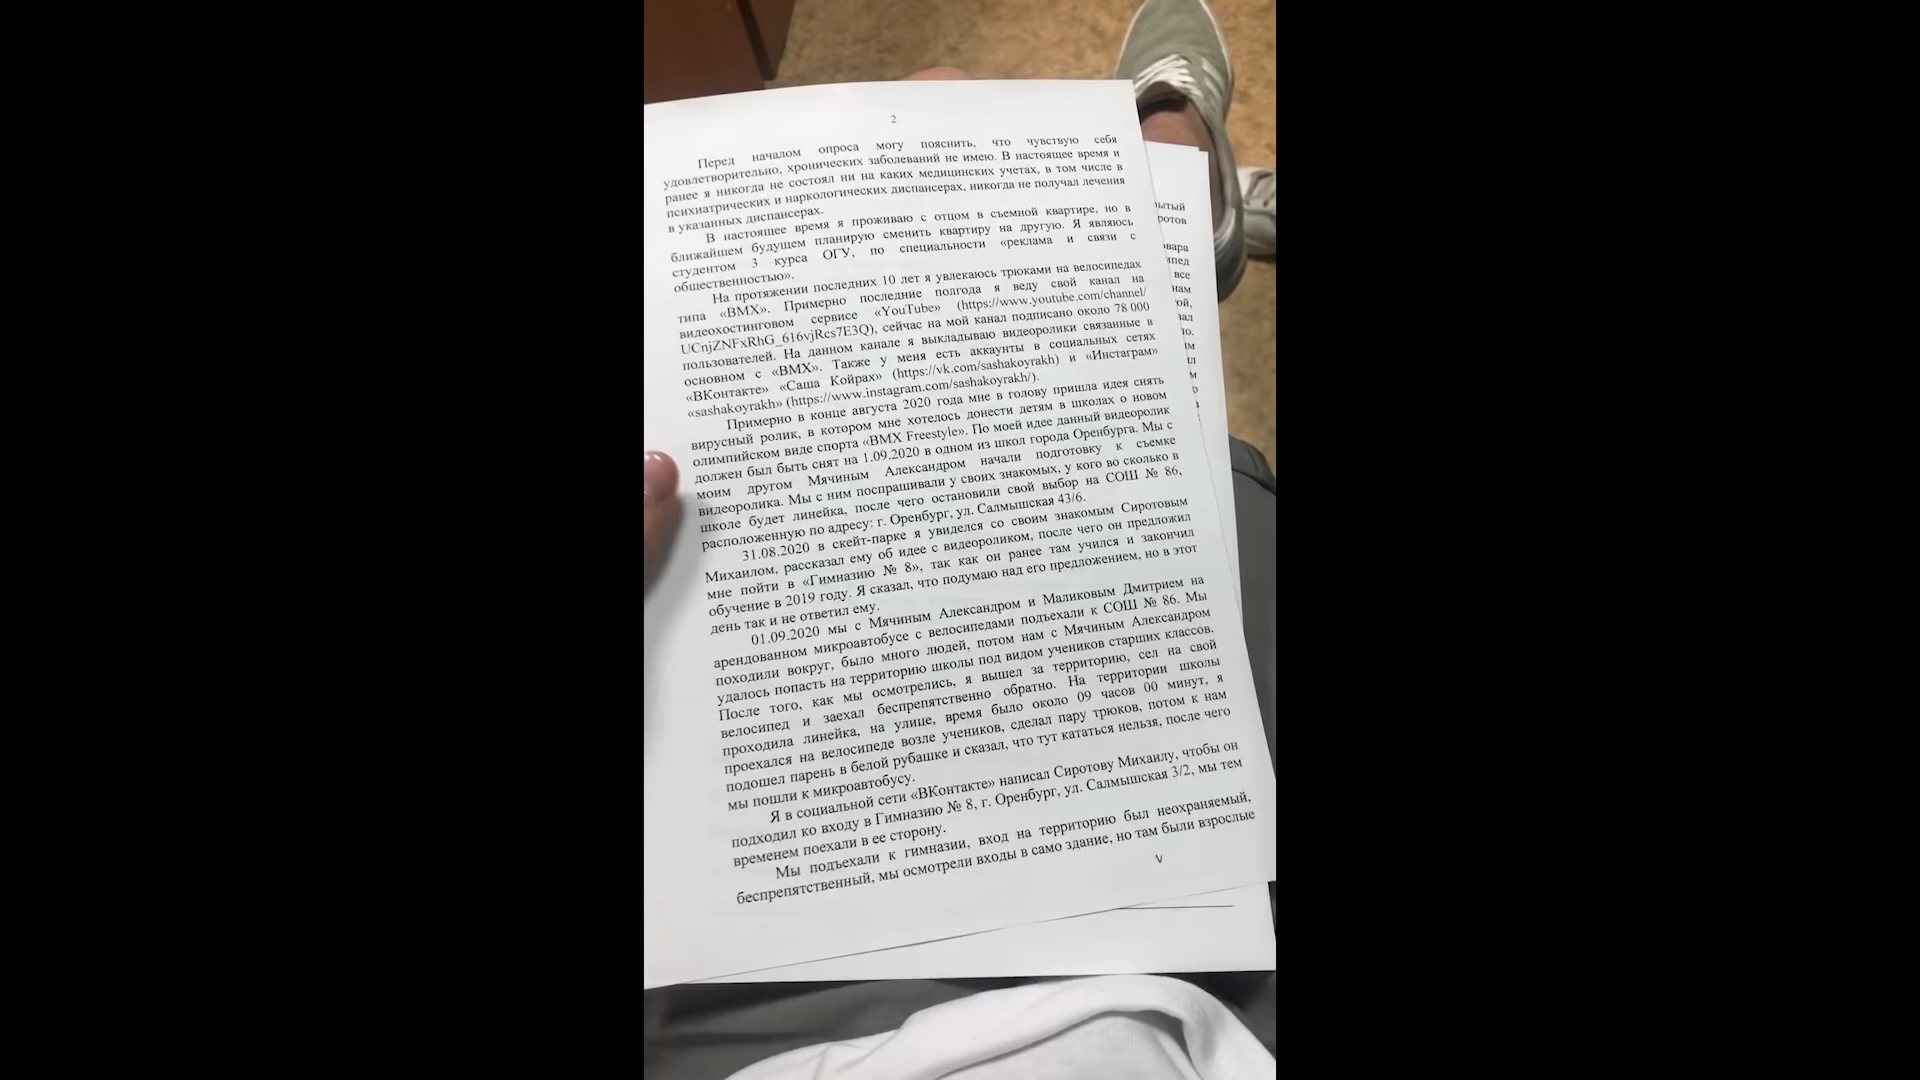 2
Перед началом опроса могу пояснить, что чувствую себя
удовлетворительно, хронических заболеваний не имею. В настоящее время и
ранее я никогда не состоял ни на каких медицинских учетах, в том числе в
психиатрических и наркологических диспансерах, никогда не получал лечения
в указанных диспансерах.
В настоящее время я проживаю с отцом в съемной квартире, но в
ближайшем будущем планирую сменить квартиру на другую. Я являюсь
студентом 3 курса ОГУ, по специальности «реклама и связи с
общественностью».
На протяжении последних 10 лет я увлекаюсь трюками на велосипедах
типа «BMX». Примерно последние полгода я веду свой канал на
видеохостинговом сервисе «YouTube» (https://www.youtube.com/channel/
UCnjZNFxRhG_616vjRcs7E3Q), сейчас на мой канал подписано около 78 000
пользователей. На данном канале я выкладываю видеоролики связанные в
основном с «BMX». Также у меня есть аккаунты в социальных сетях
«ВКонтакте» «Саша Койрах» (https://vk.com/sashakoyrakh) и «Инстаграм»
«sashakoyrakh» (https://www.instagram.com/sashakoyrakh/).
Примерно в конце августа 2020 года мне в голову пришла идея снять
вирусный ролик, в котором мне хотелось донести детям в школах о новом
олимпийском виде спорта «BMX Freestyle». По моей идее данный видеоролик
должен был быть снят на 1.09.2020 в одном из школ города Оренбурга. Мы с
моим другом Мячиным Александром начали подготовку к съемке
видеоролика. Мы с ним поспрашивали у своих знакомых, у кого во сколько в
школе будет линейка, после чего остановили свой выбор на СОШ № 86,
расположенную по адресу: г. Оренбург, ул. Салмышская 43/6.
31.08.2020 в скейт-парке я увиделся со своим знакомым Сиротовым
Михаилом, рассказал ему об идее с видеороликом, после чего он предложил
мне пойти в «Гимназию № 8», так как он ранее там учился и закончил
обучение в 2019 году. Я сказал, что подумаю над его предложением, но в этот
день так и не ответил ему.
01.09.2020 мы с Мячиным Александром и Маликовым Дмитрием на
арендованном микроавтобусе с велосипедами подъехали к СОШ № 86. Мы
походили вокруг, было много людей, потом нам с Мячиным Александром
удалось попасть на территорию школы под видом учеников старших классов.
После того, как мы осмотрелись, я вышел за территорию, сел на свой
велосипед и заехал беспрепятственно обратно. На территории школы
проходила линейка, на улице, время было около 09 часов 00 минут, я
проехался на велосипеде возле учеников, сделал пару трюков, потом к нам
подошел парень в белой рубашке и сказал, что тут кататься нельзя, после чего
мы пошли к микроавтобусу.
Я в социальной сети «ВКонтакте» написал Сиротову Михаилу, чтобы он
подходил ко входу в Гимназию № 8, г. Оренбург, ул. Салмышская 3/2, мы тем
временем поехали в ее сторону.
Мы подъехали к гимназии, вход на территорию был неохраняемый,
беспрепятственный, мы осмотрели входы в само здание, но там были взрослые